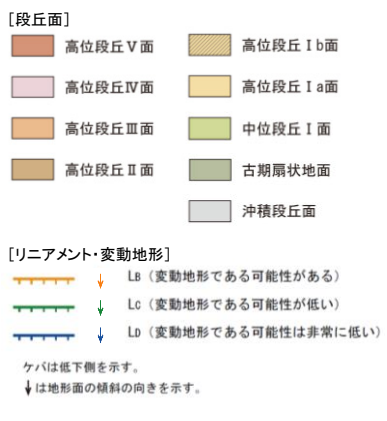 [段丘面]
高位段丘Ⅴ面 高位段丘Ⅰb面
高位段丘Ⅳ面 高位段丘Ⅰa面
高位段丘Ⅲ面 中位段丘Ⅰ面
高位段丘Ⅱ面 古期扇状地面
沖積段丘面
[リニアメント・変動地形]
LB（変動地形である可能性がある）
LC（変動地形である可能性が低い）
LD（変動地形である可能性は非常に低い）
ケバは低下側を示す。
↓は地形面の傾斜の向きを示す。